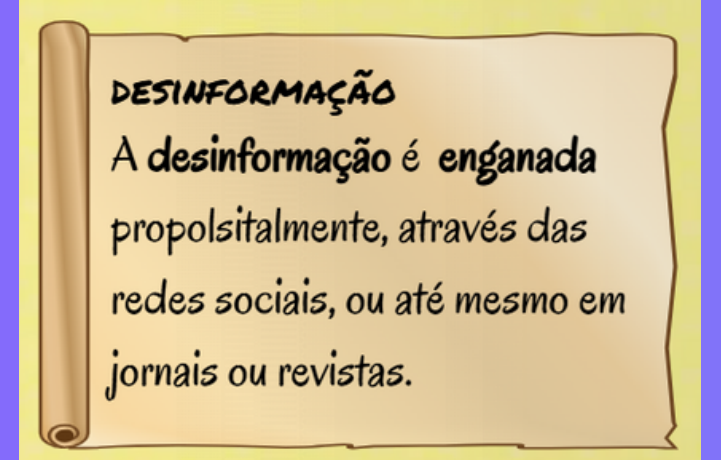 DESINFORMAÇÃO
A desinformação é enganada
propolsitalmente, através das
redes sociais, ou até mesmo em
jornais ou revistas.